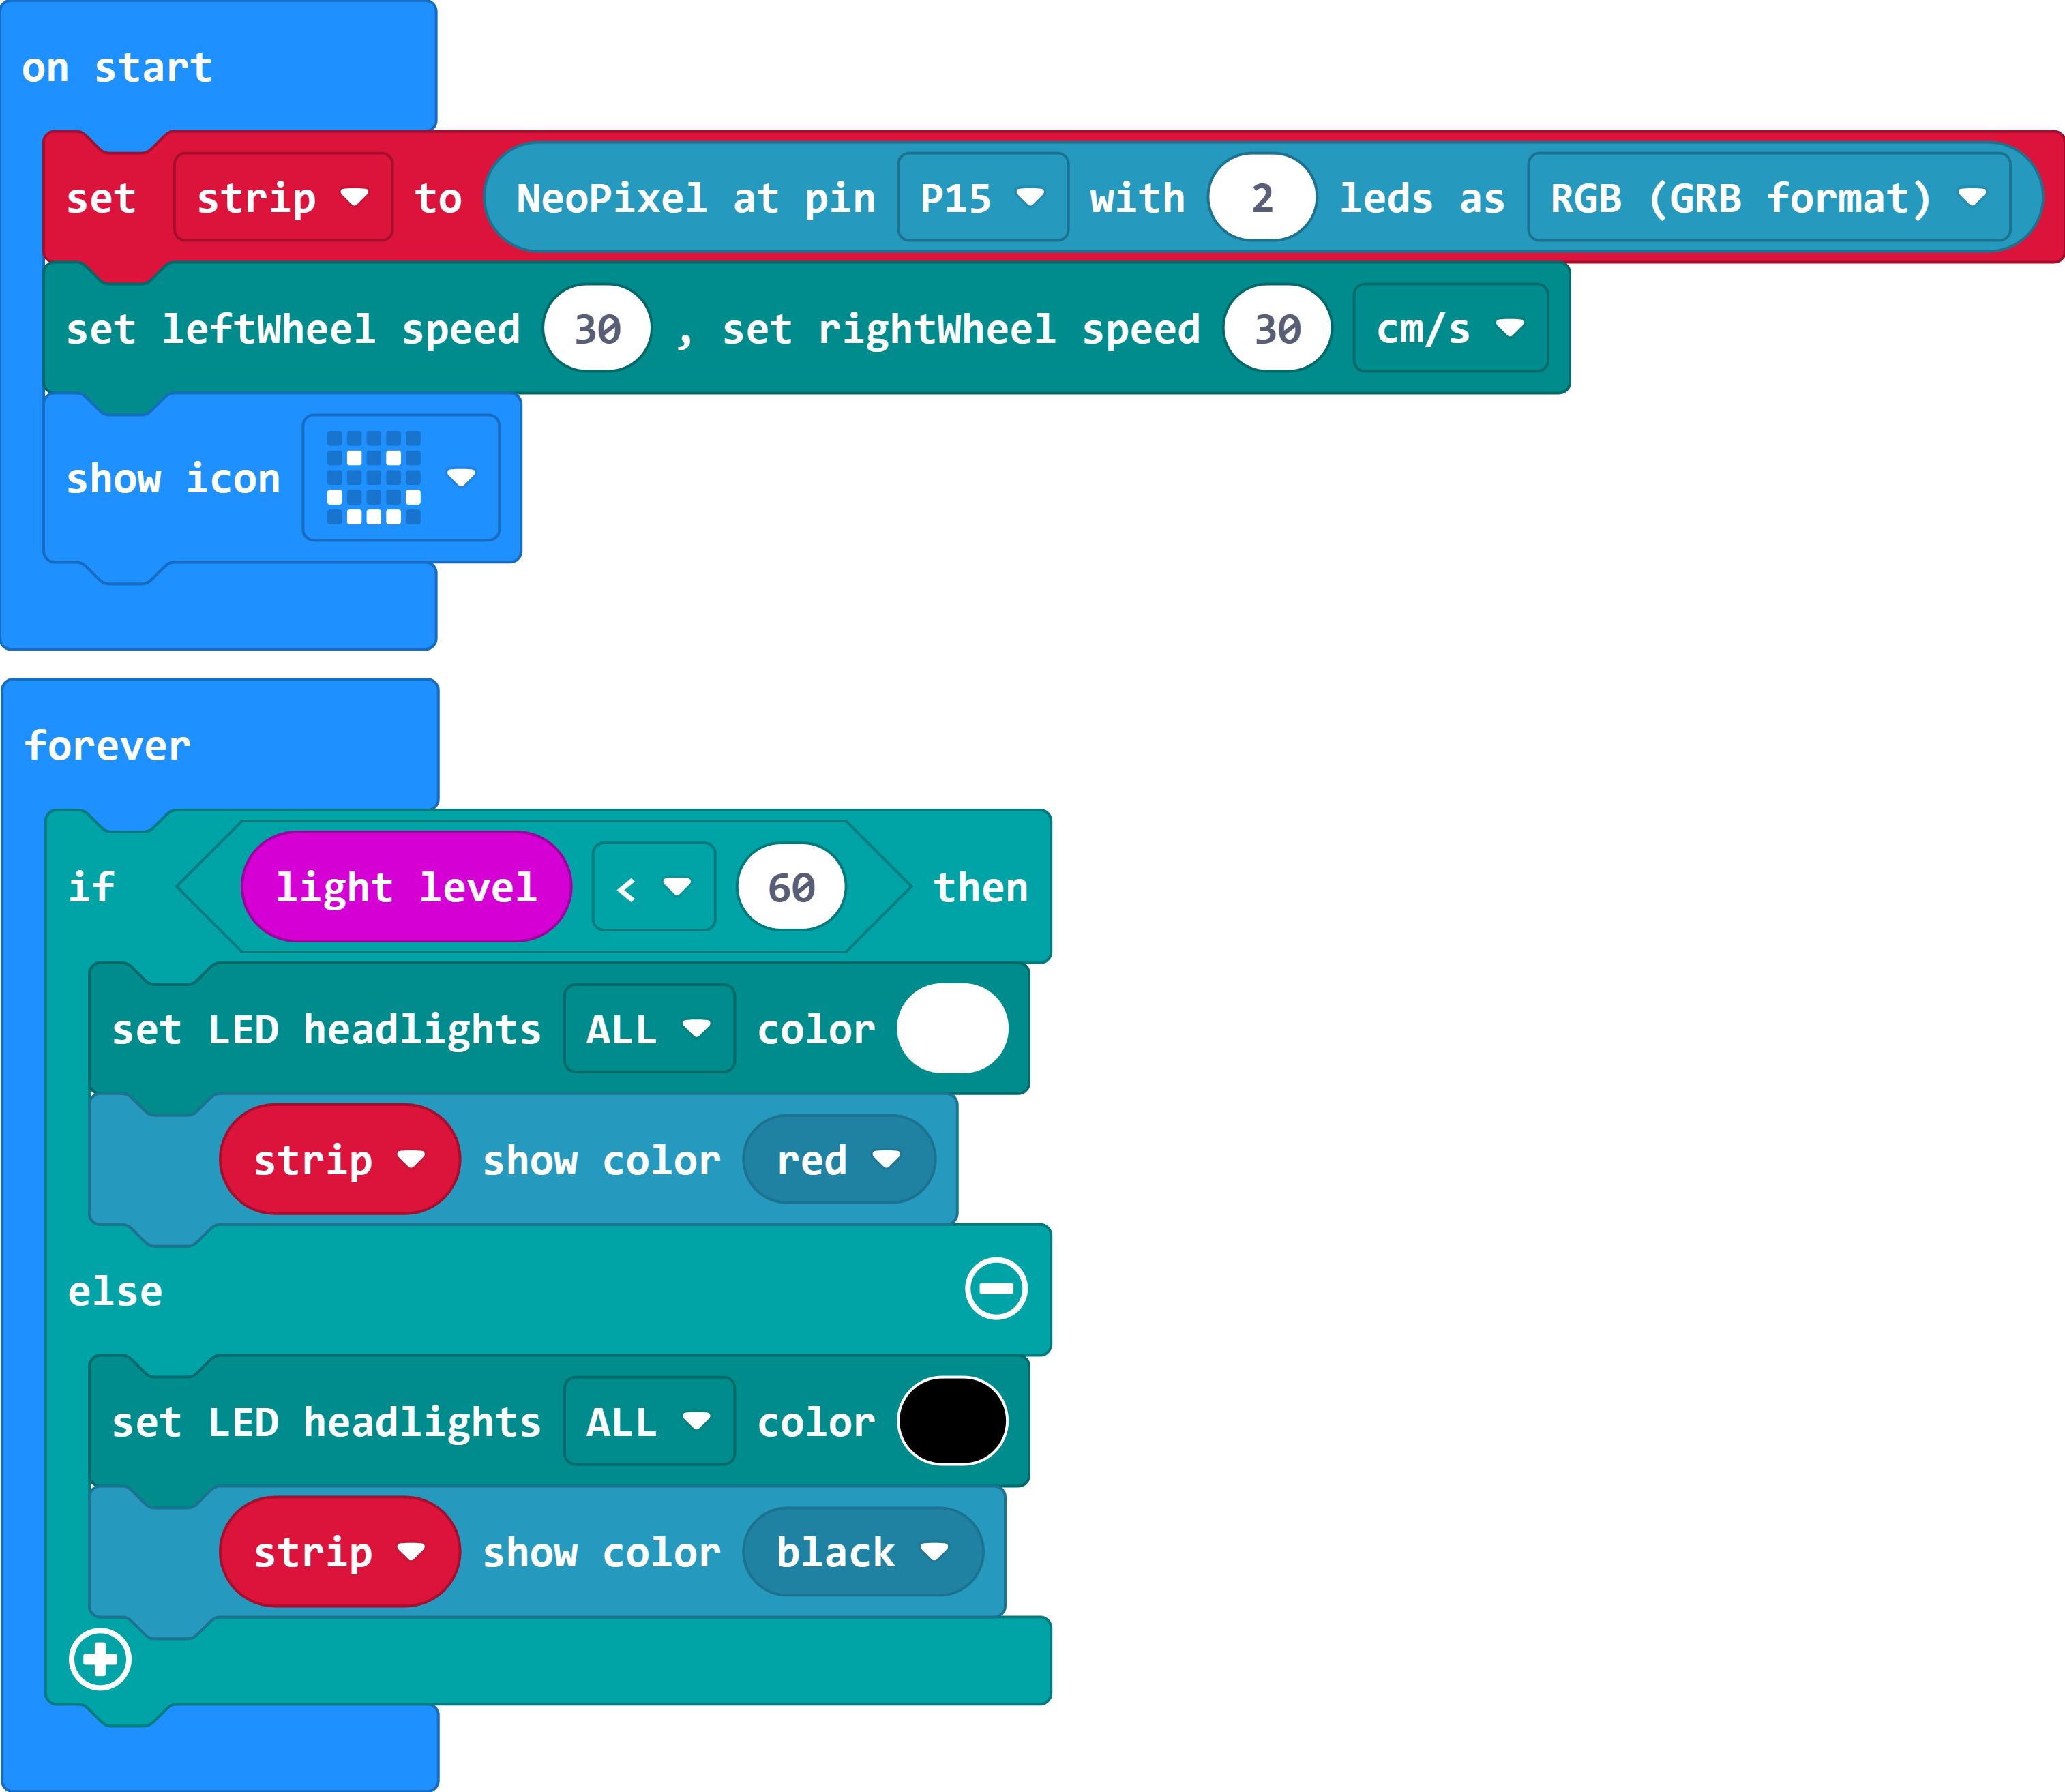 on start
set strip to NeoPixel at pin P15 with 2 leds as RGB (GRB format)
set leftWheel speed 30 , set rightWheel speed 30 cm/s
show icon
forever
if light level < 60 then
set LED headlights ALL color
strip show color red
else
set LED headlights ALL color
strip show color black